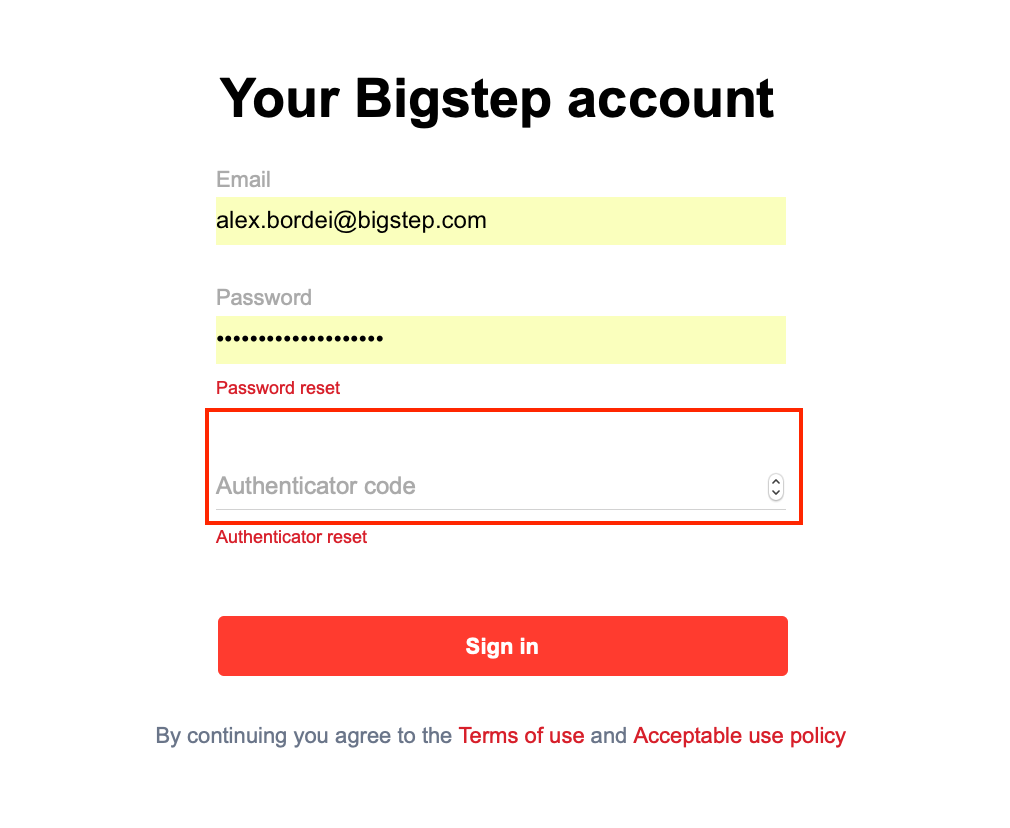 Your Bigstep account
Email
alex.bordei@bigstep.com
Password
••••••••••••••••••••
Password reset
Authenticator code
Authenticator reset
Sign in
By continuing you agree to the Terms of use and Acceptable use policy